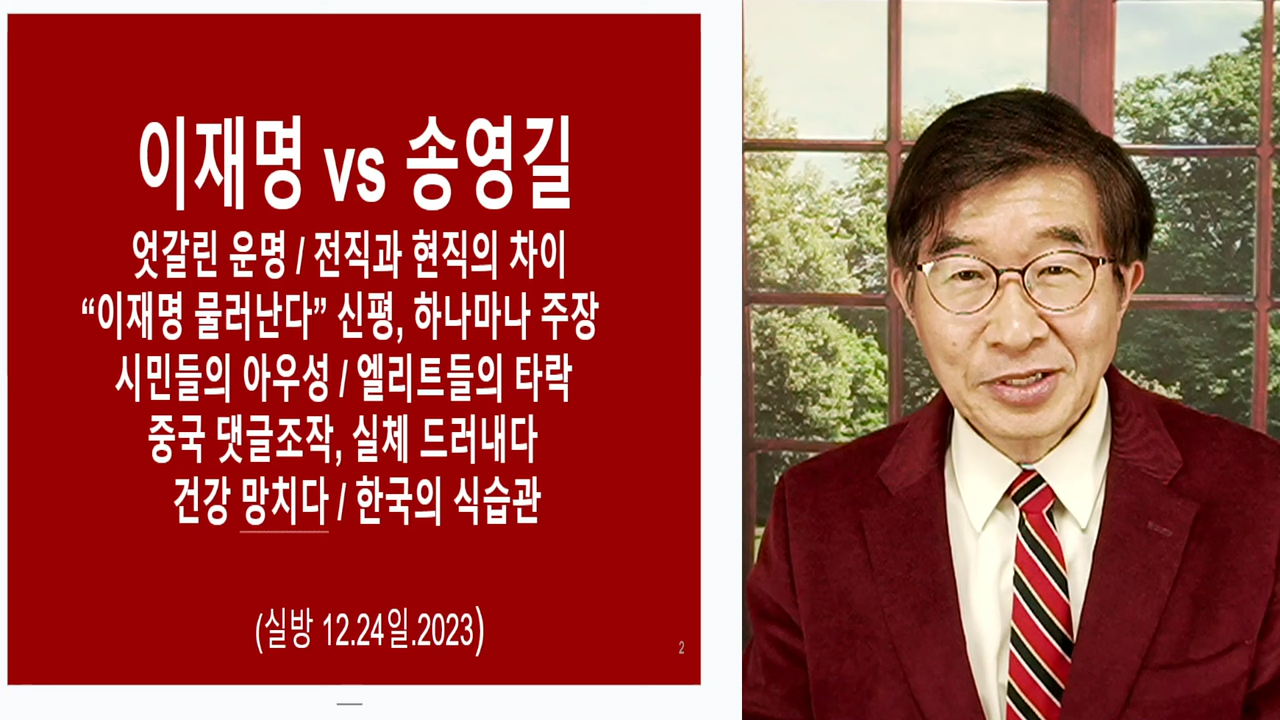 이재명 vs 송영길
엇갈린 운명 / 전직과 현직의 차이
“이재명 물러난다” 신평, 하나마나 주장
시민들의 아우성 / 엘리트들의 타락
중국 댓글조작, 실체 드러내다
건강 망치다 / 한국의 식습관
(실방 12.24일.2023)
2